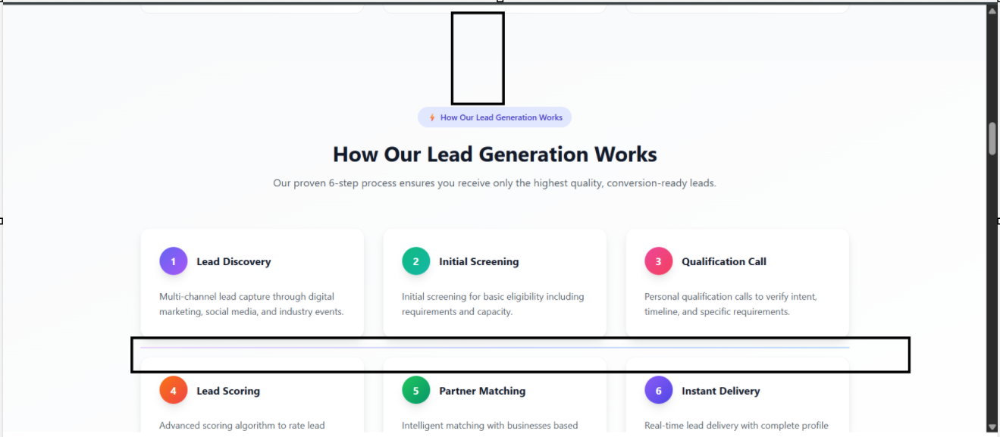 How Our Lead Generation Works
How Our Lead Generation Works
Our proven 6-step process ensures you receive only the highest quality, conversion-ready leads.
1 Lead Discovery
Multi-channel lead capture through digital
marketing, social media, and industry events.
2 Initial Screening
Initial screening for basic eligibility including
requirements and capacity.
3 Qualification Call
Personal qualification calls to verify intent,
timeline, and specific requirements.
4 Lead Scoring
Advanced scoring algorithm to rate lead
5 Partner Matching
Intelligent matching with businesses based
6 Instant Delivery
Real-time lead delivery with complete profile